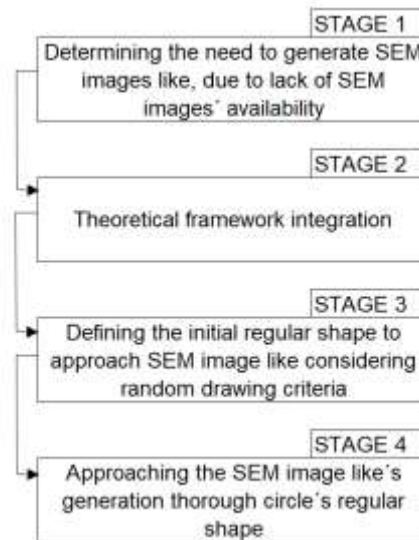 STAGE 1
Determining the need to generate SEM
images like, due to lack of SEM
images´ availability
STAGE 2
Theoretical framework integration
STAGE 3
Defining the initial regular shape to
approach SEM image like considering
random drawing criteria
STAGE 4
Approaching the SEM image like´s
generation thorough circle´s regular
shape